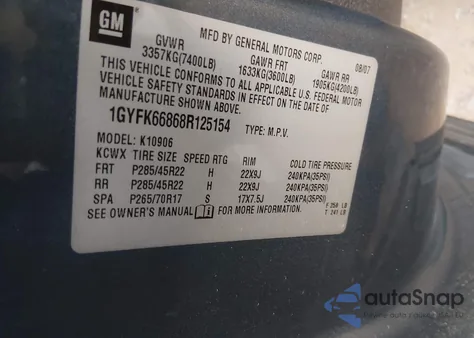 GM
MFD BY GENERAL MOTORS CORP
08/07
GVWR GAWR FRT GAWR RR
3357KG(7400LB) 1633KG(3600LB) 1905KG(4200LB)
THIS VEHICLE CONFORMS TO ALL APPLICABLE U.S. FEDERAL MOTOR
VEHICLE SAFETY STANDARDS IN EFFECT ON THE DATE OF
MANUFACTURE SHOWN ABOVE.
1GYFK66868R125154 TYPE: M.P.V.
MODEL: K10906
KCWX TIRE SIZE SPEED RTG RIM COLD TIRE PRESSURE
FRT P285/45R22 H 22X9J 240KPA(35PSI)
RR P285/45R22 H 22X9J 240KPA(35PSI)
SPA P265/70R17 S 17X7.5J 240KPA(35PSI)
SEE OWNER'S MANUAL FOR MORE INFORMATION.
F 258 LB
T 241 LB
autoSnap